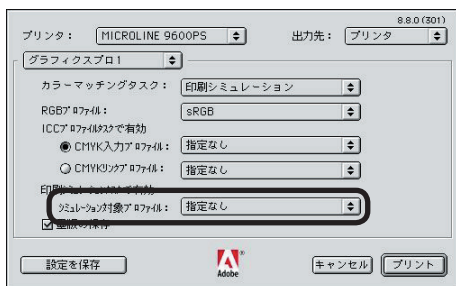 8.8.0 (301)
プリンタ： MICROLINE 9600PS 出力先： プリンタ
グラフィクスプロ1
カラーマッチングタスク： 印刷シミュレーション
RGBプロファイル： sRGB
ICCプロファイルタスクで有効
CMYK入力プロファイル： 指定なし
CMYKリンクプロファイル： 指定なし
シミュレーション対象プロファイル： 指定なし
墨版の保存
設定を保存 Adobe キャンセル プリント